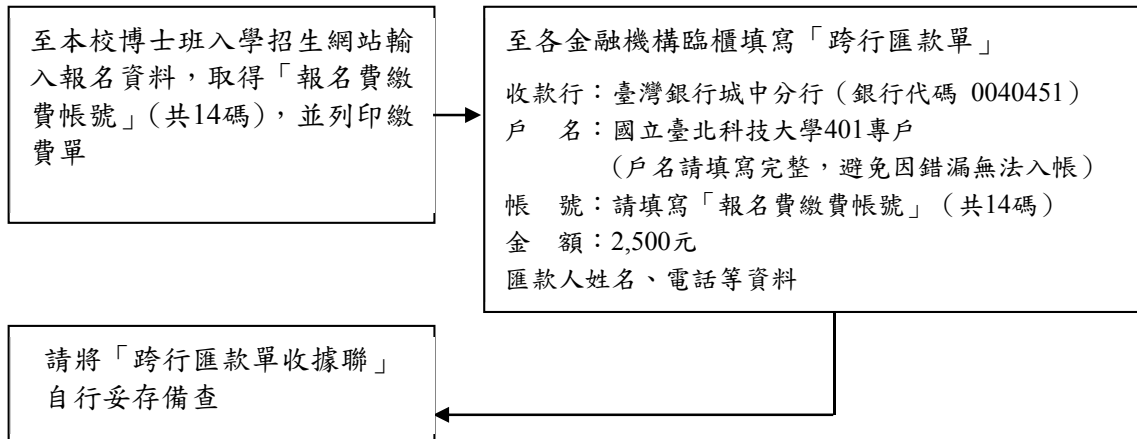 至本校博士班入學招生網站輸
入報名資料，取得「報名費繳
費帳號」（共14碼），並列印繳
費單
至各金融機構臨櫃填寫「跨行匯款單」
收款行：臺灣銀行城中分行（銀行代碼 0040451）
戶　名：國立臺北科技大學401專戶
（戶名請填寫完整，避免因錯漏無法入帳）
帳　號：請填寫「報名費繳費帳號」（共14碼）
金　額：2,500元
匯款人姓名、電話等資料
請將「跨行匯款單收據聯」
自行妥存備查